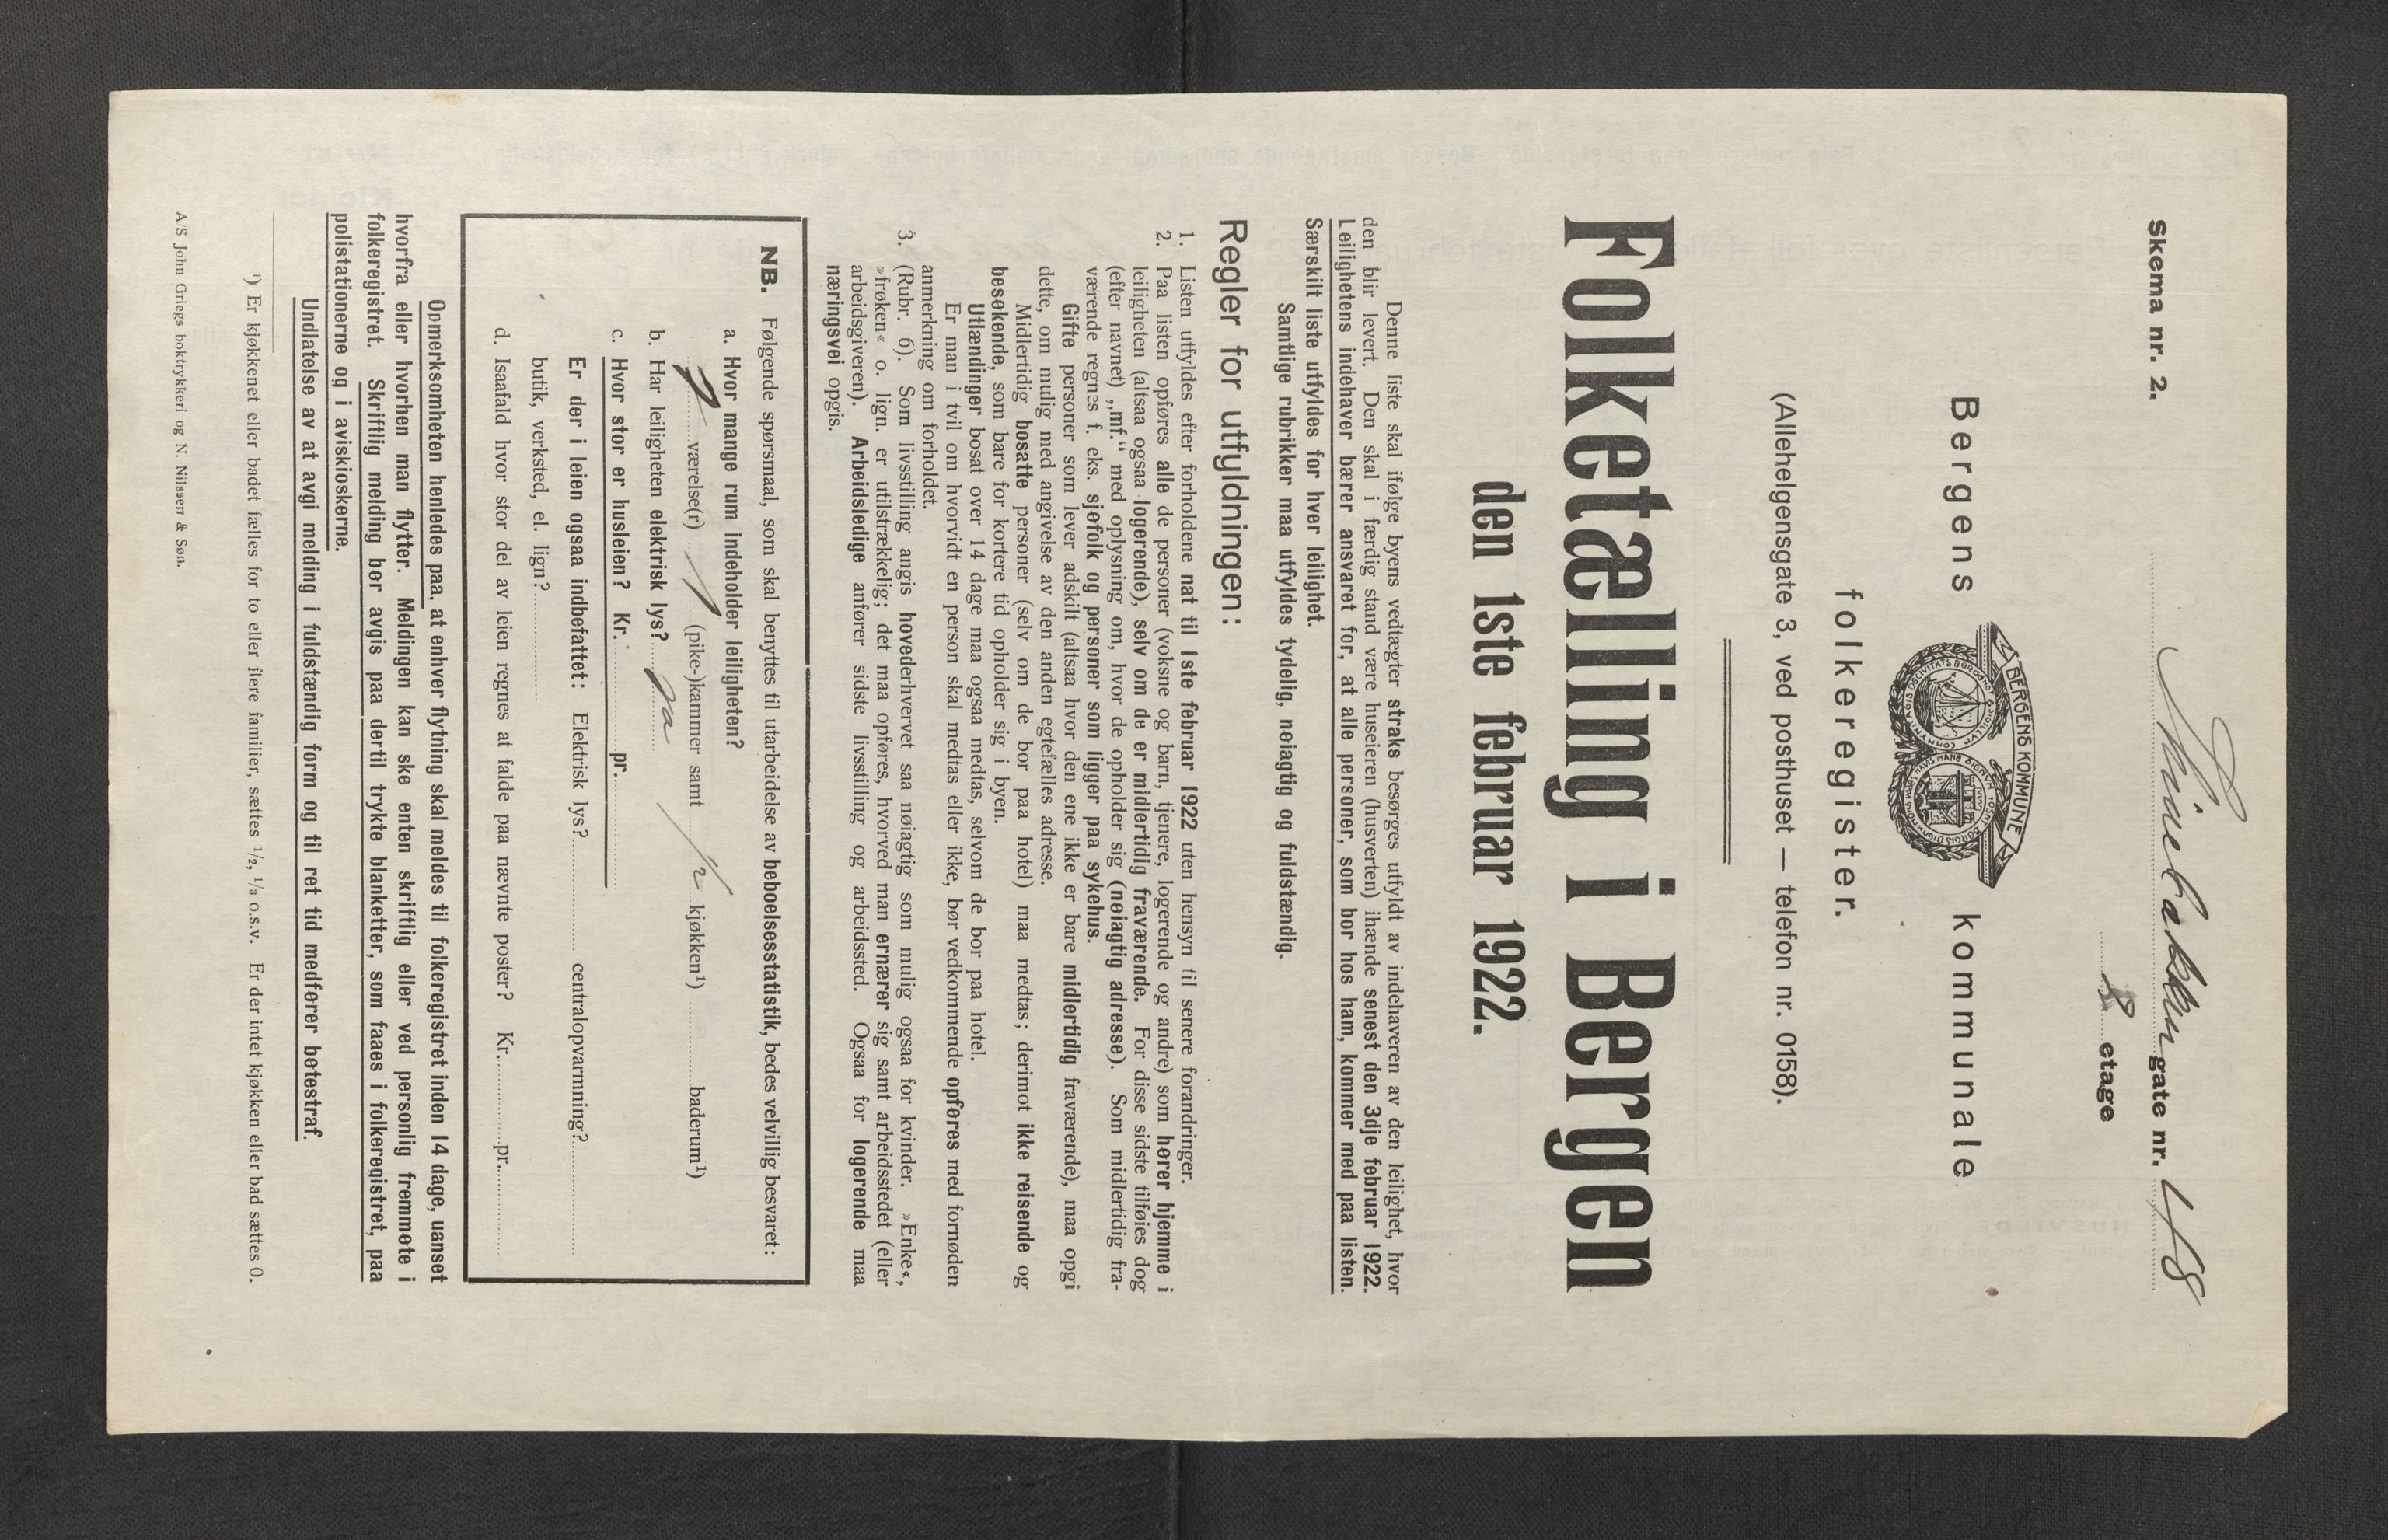 Skema nr. 2.
Skuebakken gate nr. 48
etage
Bergens kommunale
BERGENS KOMMUNE
folkeregister.
(Allehelgensgate 3, ved posthuset — telefon nr. 0158).
Folketælling i Bergen
den 1ste februar 1922.
Denne liste skal ifølge byens vedtægter straks besørges utfyldt av indehaveren av den leilighet, hvor
den blir levert. Den skal i færdig stand være huseieren (husverten) ihænde senest den 3dje februar 1922.
Leilighetens indehaver bærer ansvaret for, at alle personer, som bor hos ham, kommer med paa listen.
Særskilt liste utfyldes for hver leilighet.
Samtlige rubrikker maa utfyldes tydelig, nøiagtig og fuldstændig.
Regler for utfyldningen:
1. Listen utfyldes efter forholdene nat til 1ste februar 1922 uten hensyn til senere forandringer.
2. Paa listen opføres alle de personer (voksne og barn, tjenere, logerende og andre) som hører hjemme i
leiligheten (altsaa ogsaa logerende), selv om de er midlertidig fraværende. For disse sidste tilføies dog
(efter navnet) „mf.“ med oplysning om, hvor de opholder sig (nøiagtig adresse). Som midlertidig fra-
værende regnes f. eks. sjøfolk og personer som ligger paa sykehus.
Gifte personer som lever adskilt (altsaa hvor den ene ikke er bare midlertidig fraværende), maa opgi
dette, om mulig med angivelse av den anden egtefælles adresse.
Midlertidig bosatte personer (selv om de bor paa hotel) maa medtas; derimot ikke reisende og
besøkende, som bare for kortere tid opholder sig i byen.
Utlændinger bosat over 14 dage maa ogsaa medtas, selvom de bor paa hotel.
Er man i tvil om hvorvidt en person skal medtas eller ikke, bør vedkommende opføres med fornøden
anmerkning om forholdet.
3. (Rubr. 6). Som livsstilling angis hovederhvervet saa nøiagtig som mulig ogsaa for kvinder. »Enke«,
»frøken« o. lign. er utilstrækkelig; det maa opføres, hvorved man ernærer sig samt arbeidsstedet (eller
arbeidsgiveren). Arbeidsledige anfører sidste livsstilling og arbeidssted. Ogsaa for logerende maa
næringsvei opgis.
NB. Følgende spørsmaal, som skal benyttes til utarbeidelse av beboelsesstatistik, bedes velvillig besvaret:
a. Hvor mange rum indeholder leiligheten?
værelse(r) 1 (pike-)kammer samt 1/2 kjøkken¹) baderum¹)
b. Har leiligheten elektrisk lys? Ja
c. Hvor stor er husleien? Kr. pr.
Er der i leien ogsaa indbefattet: Elektrisk lys? centralopvarmning?
butik, verksted, el. lign?
d. Isaafald hvor stor del av leien regnes at falde paa nævnte poster? Kr. pr.
Opmerksomheten henledes paa, at enhver flytning skal meldes til folkeregistret inden 14 dage, uanset
hvorfra eller hvorhen man flytter. Meldingen kan ske enten skriftlig eller ved personlig fremmøte i
folkeregistret. Skriftlig melding bør avgis paa dertil trykte blanketter, som faaes i folkeregistret, paa
polistationerne og i aviskioskerne.
Undlatelse av at avgi melding i fuldstændig form og til ret tid medfører bøtestraf.
¹) Er kjøkkenet eller badet fælles for to eller flere familier, sættes ½, ⅓ o.s.v. Er der intet kjøkken eller bad sættes 0.
A/S John Griegs boktrykkeri og N. Nilssen & Søn.